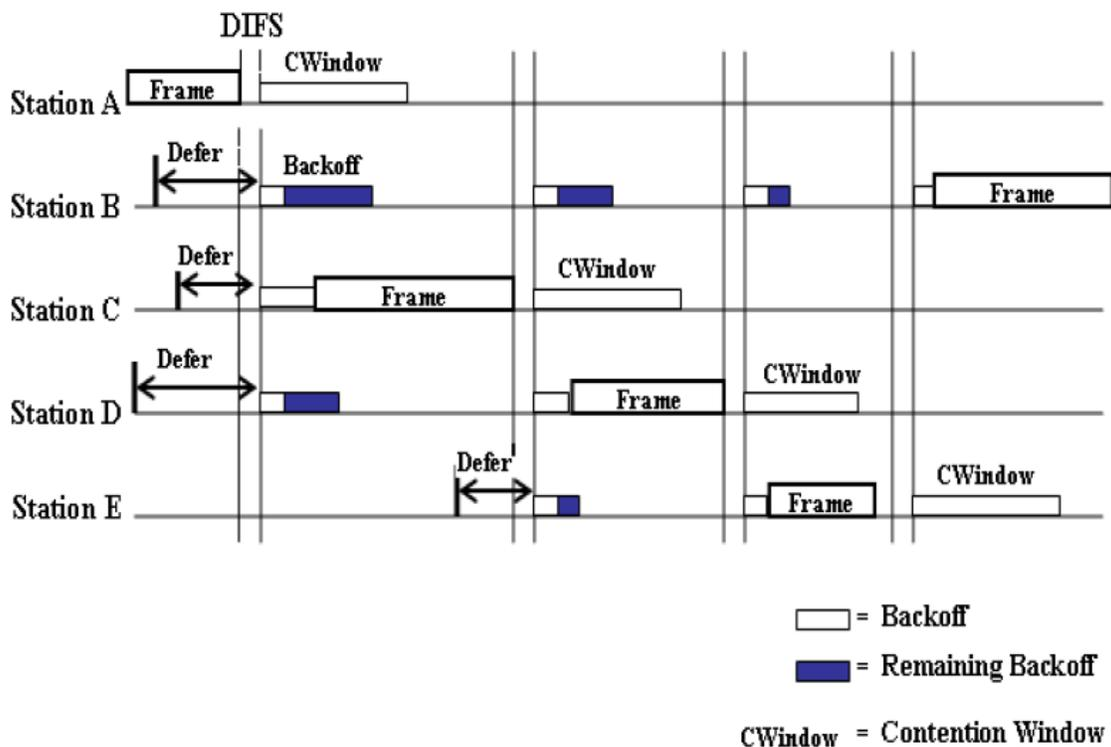 DIFS
CWindow
Frame
Station A
Defer
Backoff
Frame
Station B
Defer
CWindow
Frame
Station C
Defer
CWindow
Frame
Station D
Defer
CWindow
Frame
Station E
= Backoff
= Remaining Backoff
CWindow = Contention Window